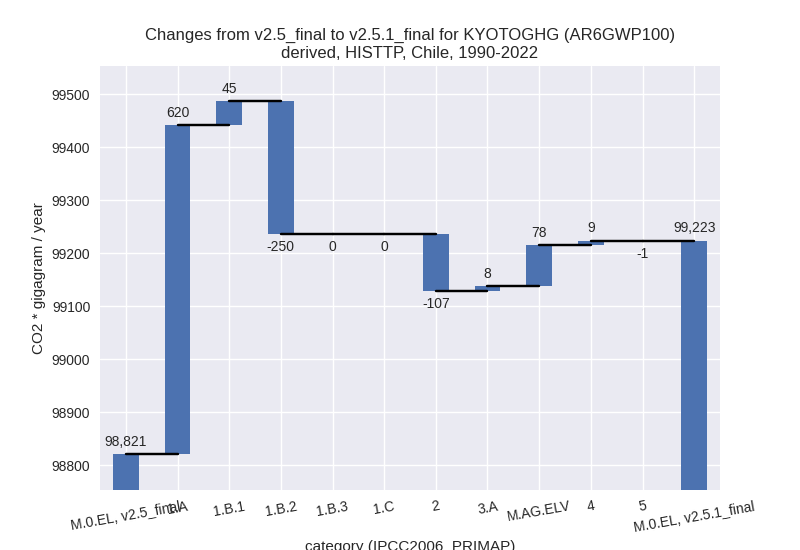 Changes from v2.5_final to v2.5.1_final for KYOTOGHG (AR6GWP100)
derived, HISTTP, Chile, 1990-2022
CO2 * gigagram / year
99500
99400
99300
99200
99100
99000
98900
98800
98,821
620
45
-250
0
0
-107
8
78
9
-1
99,223
M.0.EL, v2.5_final
1.A
1.B.1
1.B.2
1.B.3
1.C
2
3.A
M.AG.ELV
4
5
M.0.EL, v2.5.1_final
category (IPCC2006_PRIMAP)